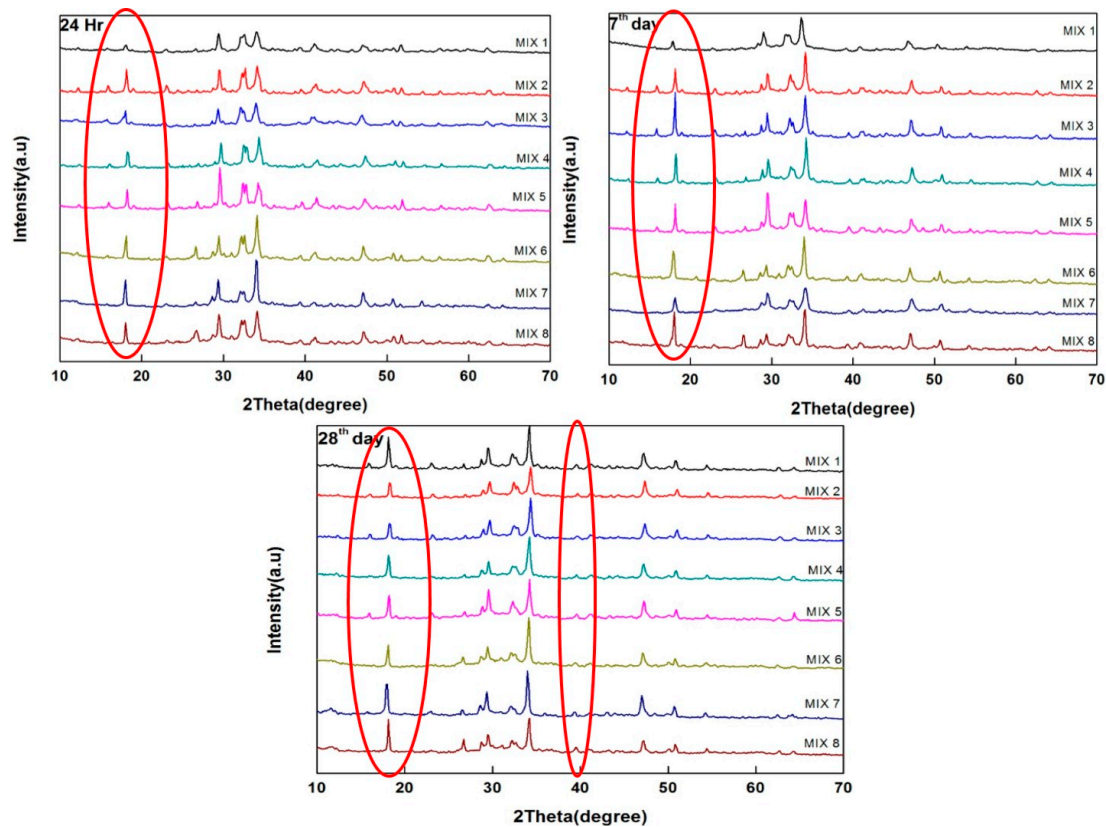 24 Hr
MIX 1
MIX 2
MIX 3
MIX 4
MIX 5
MIX 6
MIX 7
MIX 8
Intensity(a.u)
10 20 30 40 50 60 70
2Theta(degree)
7th day
MIX 1
MIX 2
MIX 3
MIX 4
MIX 5
MIX 6
MIX 7
MIX 8
Intensity(a.u)
10 20 30 40 50 60 70
2Theta(degree)
28th day
MIX 1
MIX 2
MIX 3
MIX 4
MIX 5
MIX 6
MIX 7
MIX 8
Intensity(a.u)
10 20 30 40 50 60 70
2Theta(degree)